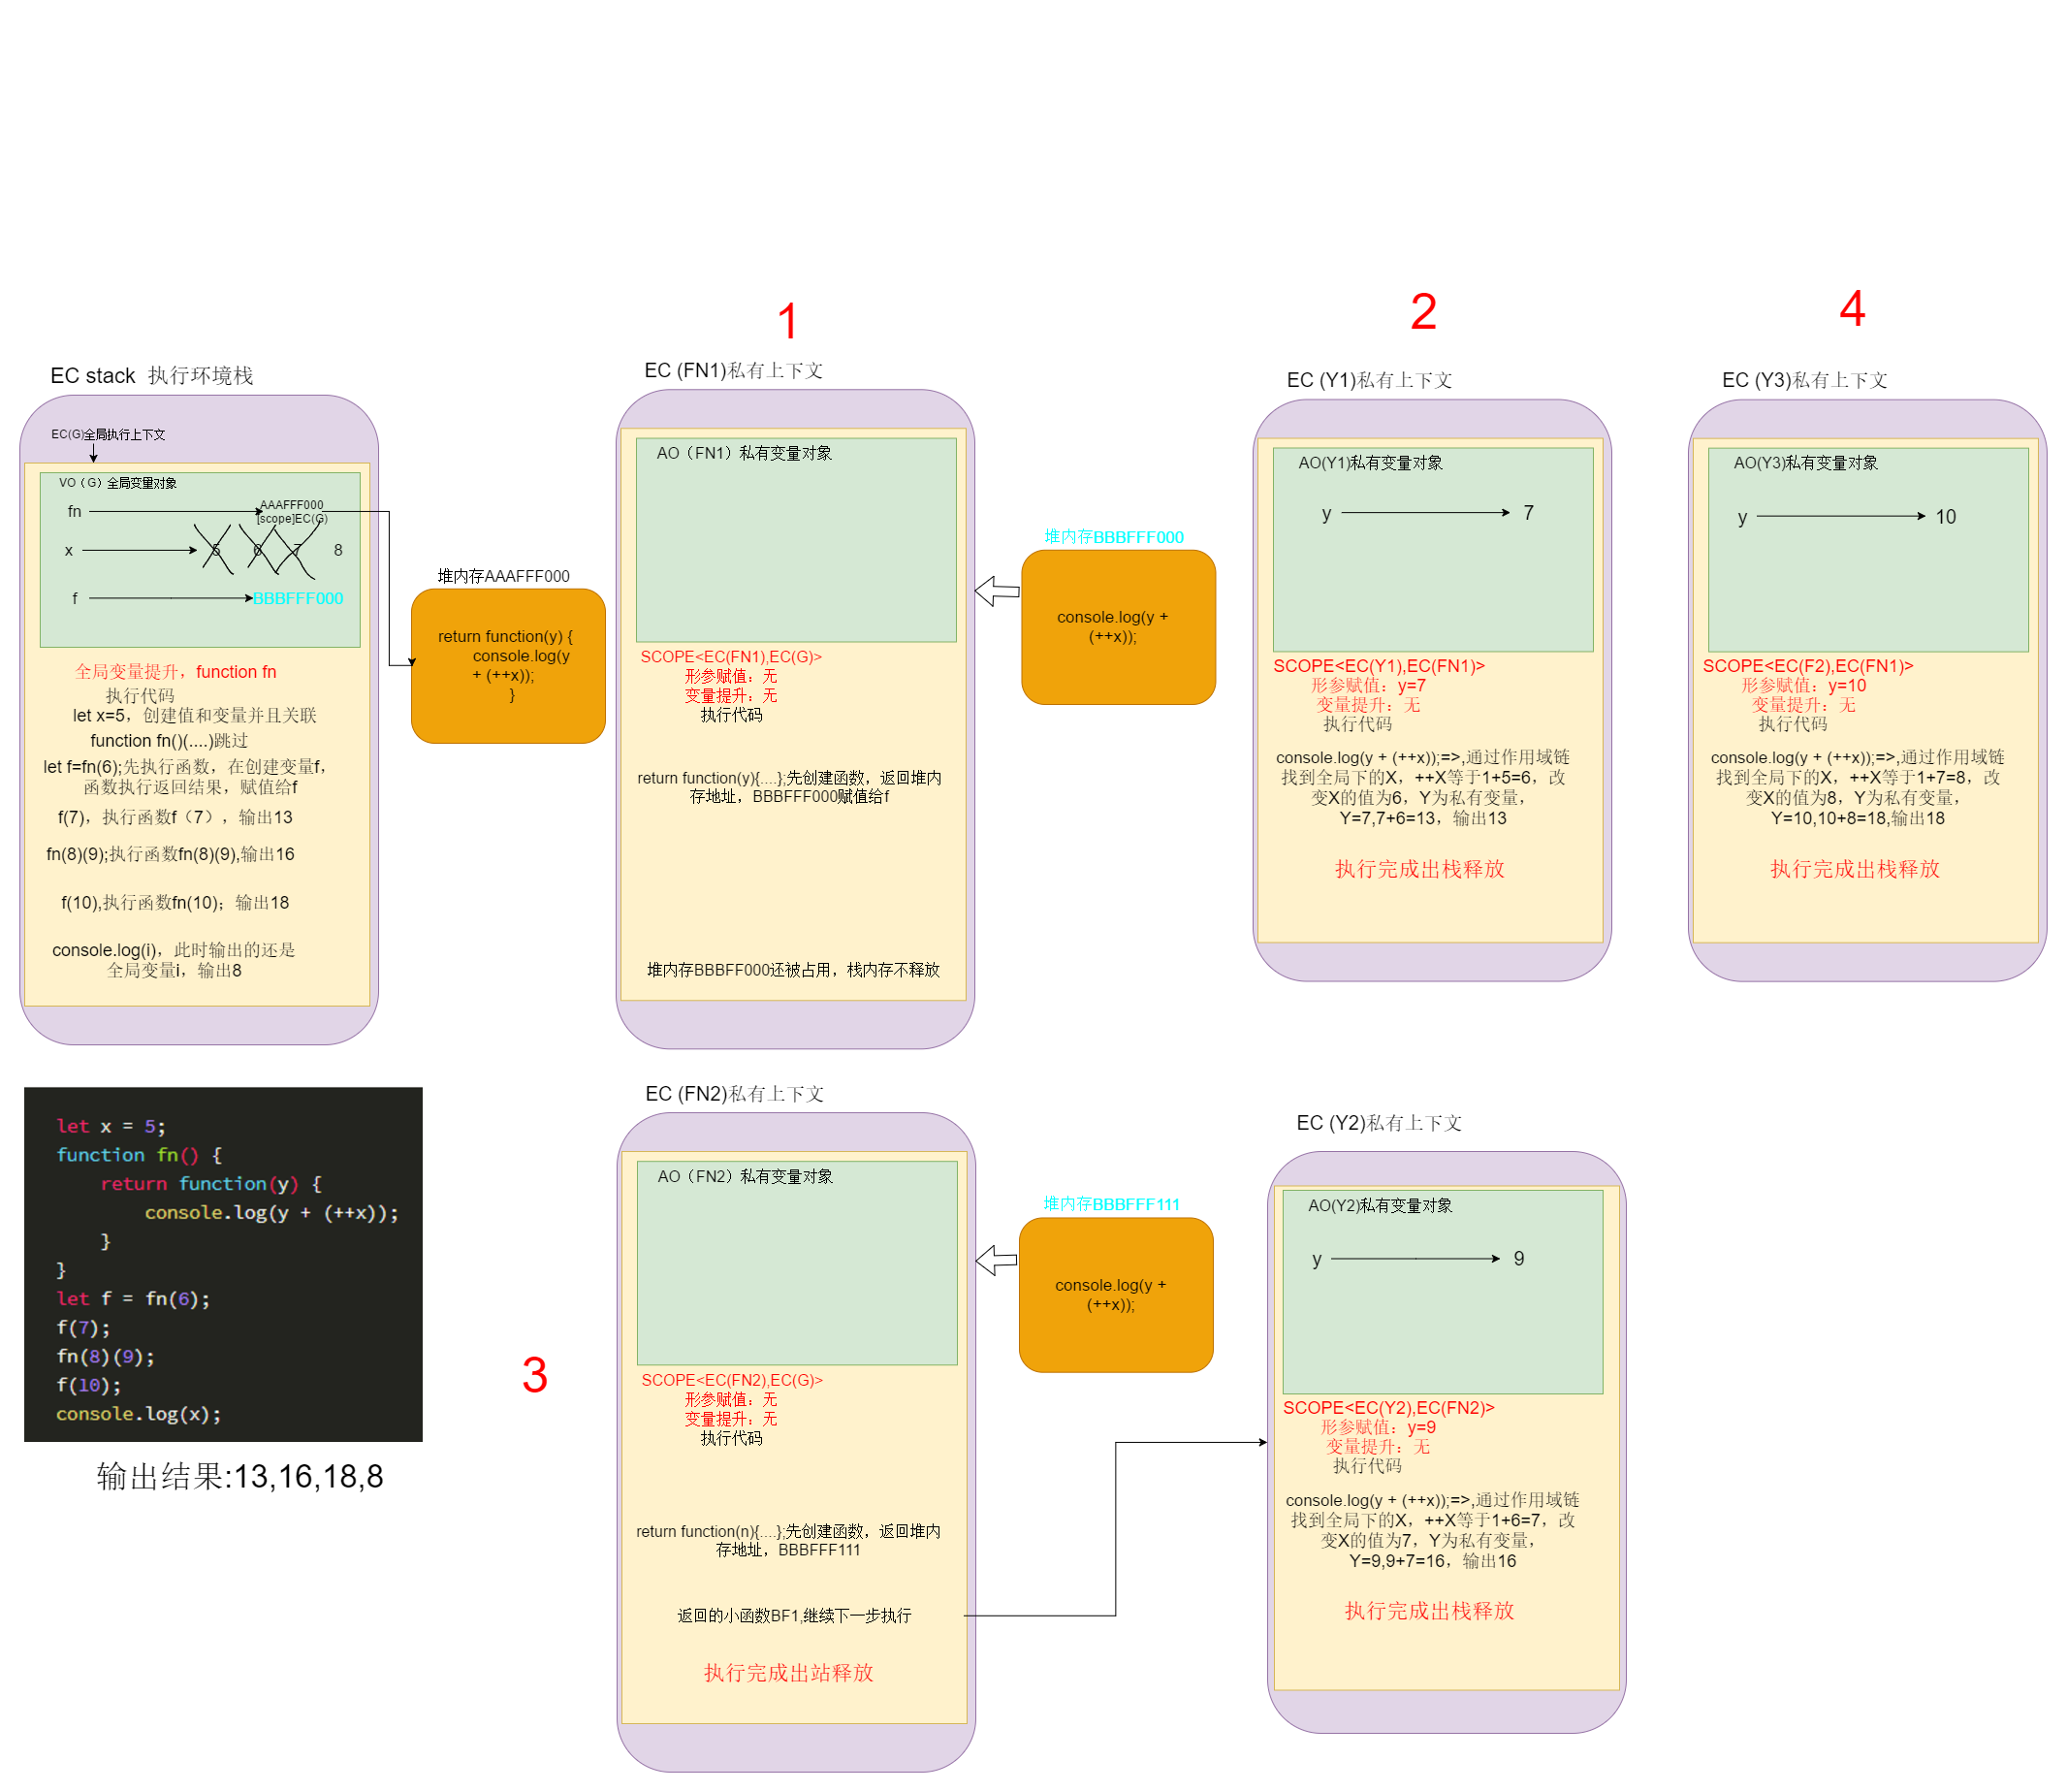 1
2
4
EC stack  执行环境栈
EC(G)全局执行上下文
VO（G）全局变量对象
fn
AAAFFF000
[scope]EC(G)
x
5
6
7
8
f
BBBFFF000
全局变量提升，function fn
执行代码
let x=5，创建值和变量并且关联
function fn()(....)跳过
let f=fn(6);先执行函数，在创建变量f，
函数执行返回结果，赋值给f
f(7)，执行函数f（7），输出13
fn(8)(9);执行函数fn(8)(9),输出16
f(10),执行函数fn(10)；输出18
console.log(i)，此时输出的还是
全局变量i，输出8
堆内存AAAFFF000
return function(y) {
console.log(y
+ (++x));
}
EC (FN1)私有上下文
AO（FN1）私有变量对象
SCOPE<EC(FN1),EC(G)>
形参赋值：无
变量提升：无
执行代码
return function(y){....};先创建函数，返回堆内
存地址，BBBFFF000赋值给f
堆内存BBBFF000还被占用，栈内存不释放
堆内存BBBFFF000
console.log(y +
(++x));
EC (Y1)私有上下文
AO(Y1)私有变量对象
y
7
SCOPE<EC(Y1),EC(FN1)>
形参赋值：y=7
变量提升：无
执行代码
console.log(y + (++x));=>,通过作用域链
找到全局下的X，++X等于1+5=6，改
变X的值为6，Y为私有变量，
Y=7,7+6=13，输出13
执行完成出栈释放
EC (Y3)私有上下文
AO(Y3)私有变量对象
y
10
SCOPE<EC(F2),EC(FN1)>
形参赋值：y=10
变量提升：无
执行代码
console.log(y + (++x));=>,通过作用域链
找到全局下的X，++X等于1+7=8，改
变X的值为8，Y为私有变量，
Y=10,10+8=18,输出18
执行完成出栈释放
let x = 5;
function fn() {
return function(y) {
console.log(y + (++x));
}
}
let f = fn(6);
f(7);
fn(8)(9);
f(10);
console.log(x);
输出结果:13,16,18,8
3
EC (FN2)私有上下文
AO（FN2）私有变量对象
SCOPE<EC(FN2),EC(G)>
形参赋值：无
变量提升：无
执行代码
return function(n){....};先创建函数，返回堆内
存地址，BBBFFF111
返回的小函数BF1,继续下一步执行
执行完成出站释放
堆内存BBBFFF111
console.log(y +
(++x));
EC (Y2)私有上下文
AO(Y2)私有变量对象
y
9
SCOPE<EC(Y2),EC(FN2)>
形参赋值：y=9
变量提升：无
执行代码
console.log(y + (++x));=>,通过作用域链
找到全局下的X，++X等于1+6=7，改
变X的值为7，Y为私有变量，
Y=9,9+7=16，输出16
执行完成出栈释放